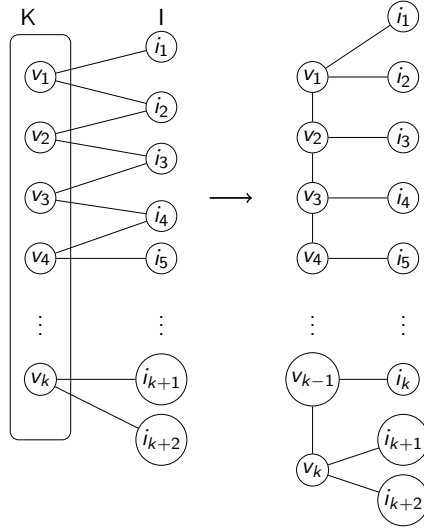 K I
i₁
v₁
i₂
v₂
i₃
v₃
i₄
v₄ i₅
⋮ ⋮
vₖ iₖ₊₁
iₖ₊₂
i₁
v₁ i₂
v₂ i₃
v₃ i₄
v₄ i₅
⋮ ⋮
vₖ₋₁ iₖ
iₖ₊₁
vₖ
iₖ₊₂